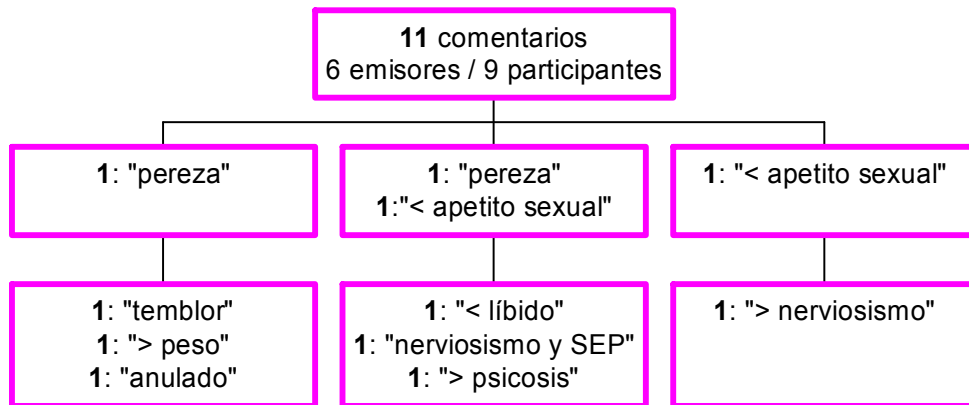 11 comentarios
6 emisores / 9 participantes
1: "pereza"
1: "pereza"
1:"< apetito sexual"
1: "< apetito sexual"
1: "temblor"
1: "> peso"
1: "anulado"
1: "< líbido"
1: "nerviosismo y SEP"
1: "> psicosis"
1: "> nerviosismo"